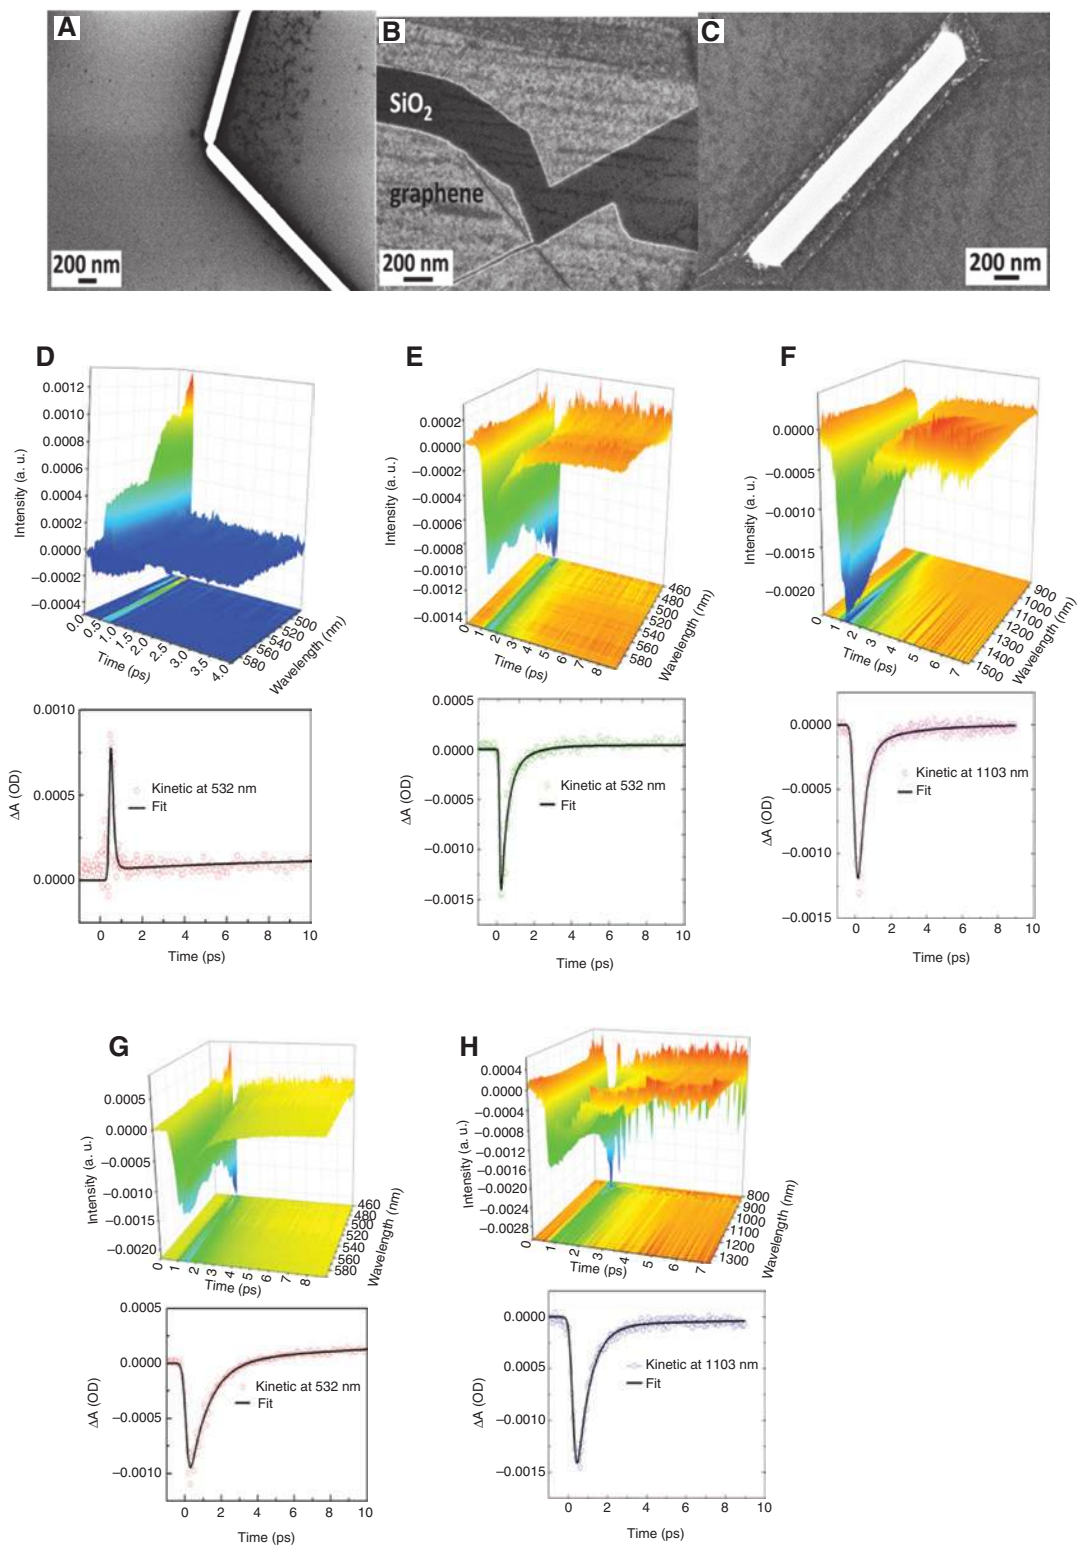 A
B
C
SiO2
graphene
200 nm
200 nm
200 nm
D
E
F
Intensity (a. u.)
0.0012
0.0010
0.0008
0.0006
0.0004
0.0002
0.0000
−0.0002
−0.0004
0.0
0.5
1.0
1.5
2.0
2.5
3.0
3.5
4.0
Time (ps)
500
520
540
560
580
Wavelength (nm)
Intensity (a. u.)
0.0002
0.0000
−0.0002
−0.0004
−0.0006
−0.0008
−0.0010
−0.0012
−0.0014
0
1
2
3
4
5
6
7
8
Time (ps)
460
480
500
520
540
560
580
Wavelength (nm)
Intensity (a. u.)
0.0000
−0.0005
−0.0010
−0.0015
−0.0020
0
1
2
3
4
5
6
7
Time (ps)
900
1000
1100
1200
1300
1400
1500
Wavelength (nm)
ΔA (OD)
0.0010
0.0005
0.0000
Kinetic at 532 nm
Fit
0 2 4 6 8 10
Time (ps)
ΔA (OD)
0.0005
0.0000
−0.0005
−0.0010
−0.0015
Kinetic at 532 nm
Fit
0 2 4 6 8 10
Time (ps)
ΔA (OD)
0.0000
−0.0005
−0.0010
−0.0015
Kinetic at 1103 nm
Fit
0 2 4 6 8 10
Time (ps)
G
H
Intensity (a. u.)
0.0005
0.0000
−0.0005
−0.0010
−0.0015
−0.0020
0
1
2
3
4
5
6
7
8
Time (ps)
460
480
500
520
540
560
580
Wavelength (nm)
Intensity (a. u.)
0.0004
0.0000
−0.0004
−0.0008
−0.0012
−0.0016
−0.0020
−0.0024
−0.0028
0
1
2
3
4
5
6
7
Time (ps)
800
900
1000
1100
1200
1300
Wavelength (nm)
ΔA (OD)
0.0005
0.0000
−0.0005
−0.0010
Kinetic at 532 nm
Fit
0 2 4 6 8 10
Time (ps)
ΔA (OD)
0.0000
0.0005
−0.0010
−0.0015
Kinetic at 1103 nm
Fit
0 2 4 6 8 10
Time (ps)